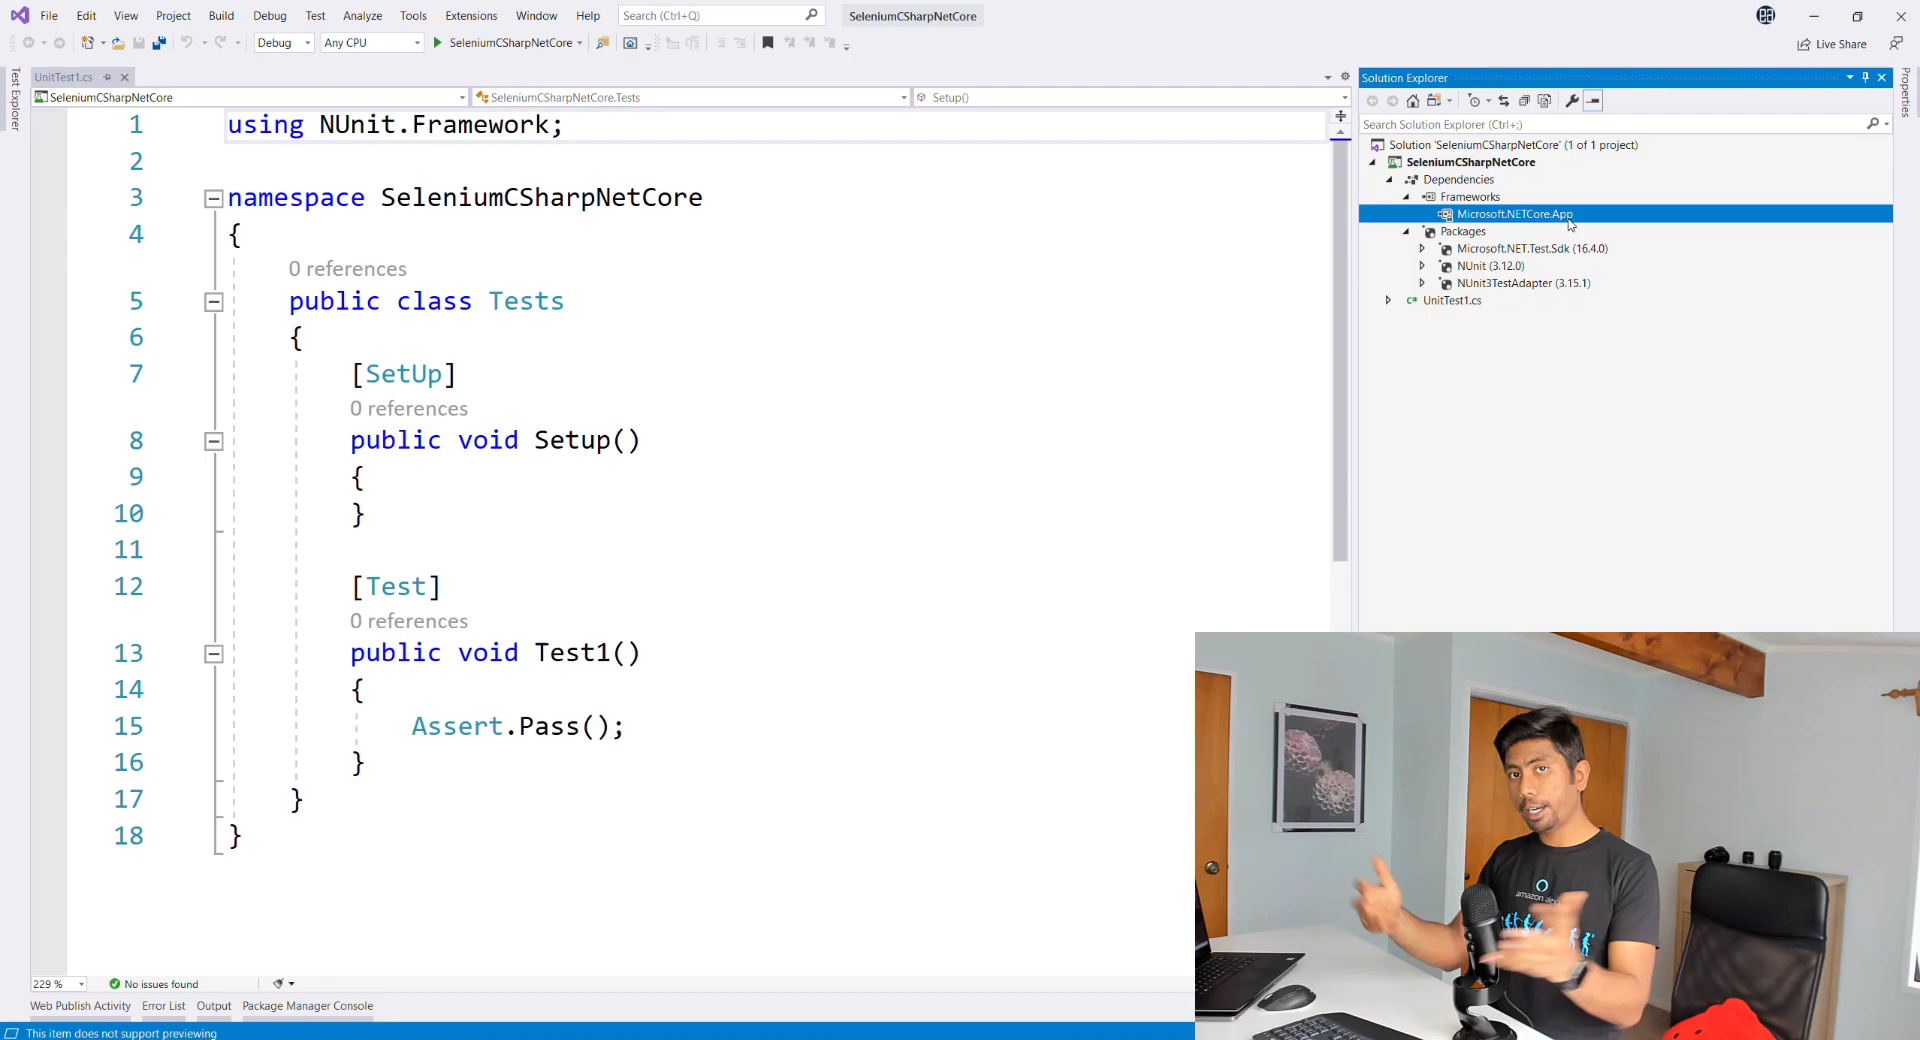 File Edit View Project Build Debug Test Analyze Tools Extensions Window Help Search (Ctrl+Q) SeleniumCSharpNetCore
Debug Any CPU SeleniumCSharpNetCore Live Share
Test Explorer
UnitTest1.cs
SeleniumCSharpNetCore SeleniumCSharpNetCore.Tests Setup()
1 using NUnit.Framework;
2
3 namespace SeleniumCSharpNetCore
4 {
0 references
5 public class Tests
6 {
7 [SetUp]
0 references
8 public void Setup()
9 {
10 }
11
12 [Test]
0 references
13 public void Test1()
14 {
15 Assert.Pass();
16 }
17 }
18 }
229 % No issues found
Web Publish Activity Error List Output Package Manager Console
This item does not support previewing
Solution Explorer
Search Solution Explorer (Ctrl+;)
Solution 'SeleniumCSharpNetCore' (1 of 1 project)
SeleniumCSharpNetCore
Dependencies
Frameworks
Microsoft.NETCore.App
Packages
Microsoft.NET.Test.Sdk (16.4.0)
NUnit (3.12.0)
NUnit3TestAdapter (3.15.1)
C# UnitTest1.cs
Properties
amazon alexa